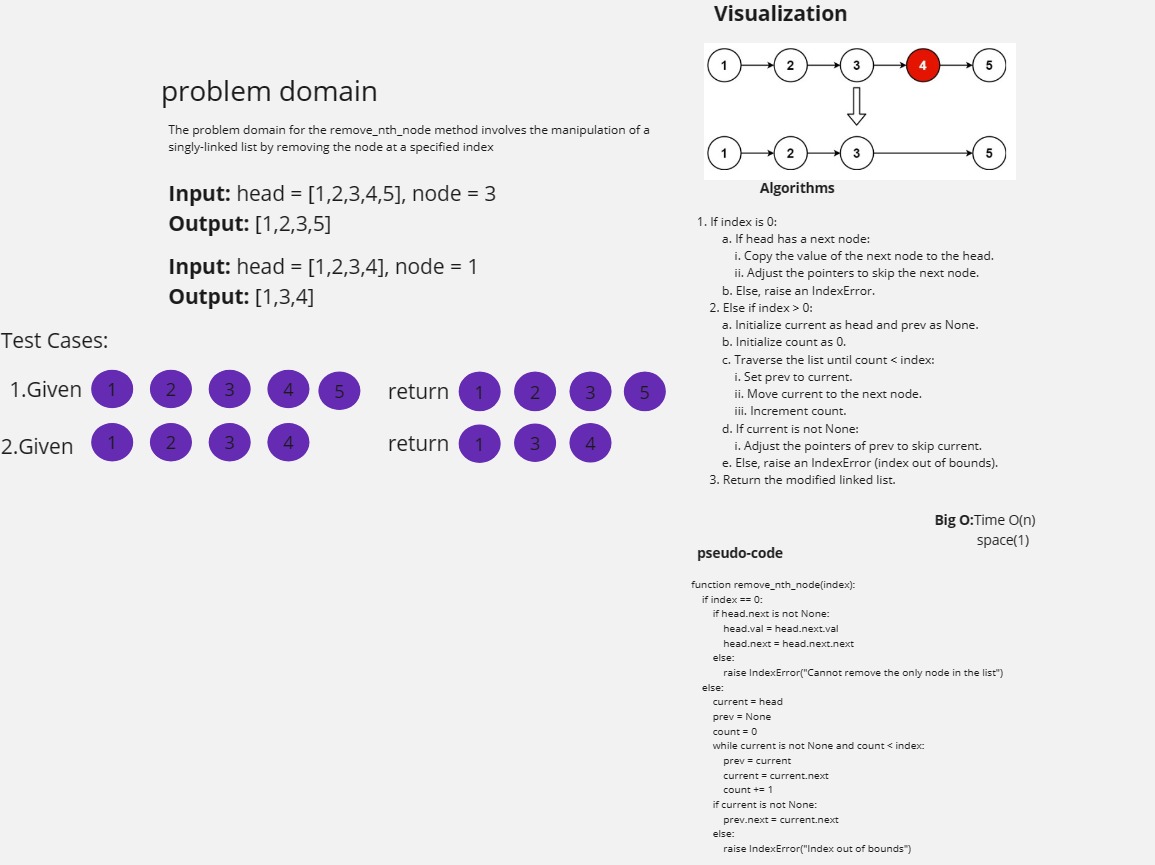 problem domain
The problem domain for the remove_nth_node method involves the manipulation of a
singly-linked list by removing the node at a specified index
Input: head = [1,2,3,4,5], node = 3
Output: [1,2,3,5]
Input: head = [1,2,3,4], node = 1
Output: [1,3,4]
Test Cases:
1.Given 1 2 3 4 5 return 1 2 3 5
2.Given 1 2 3 4 return 1 3 4
Visualization
1 2 3 4 5
1 2 3 5
Algorithms
1. If index is 0:
a. If head has a next node:
i. Copy the value of the next node to the head.
ii. Adjust the pointers to skip the next node.
b. Else, raise an IndexError.
2. Else if index > 0:
a. Initialize current as head and prev as None.
b. Initialize count as 0.
c. Traverse the list until count < index:
i. Set prev to current.
ii. Move current to the next node.
iii. Increment count.
d. If current is not None:
i. Adjust the pointers of prev to skip current.
e. Else, raise an IndexError (index out of bounds).
3. Return the modified linked list.
Big O:Time O(n)
space(1)
pseudo-code
function remove_nth_node(index):
if index == 0:
if head.next is not None:
head.val = head.next.val
head.next = head.next.next
else:
raise IndexError("Cannot remove the only node in the list")
else:
current = head
prev = None
count = 0
while current is not None and count < index:
prev = current
current = current.next
count += 1
if current is not None:
prev.next = current.next
else:
raise IndexError("Index out of bounds")